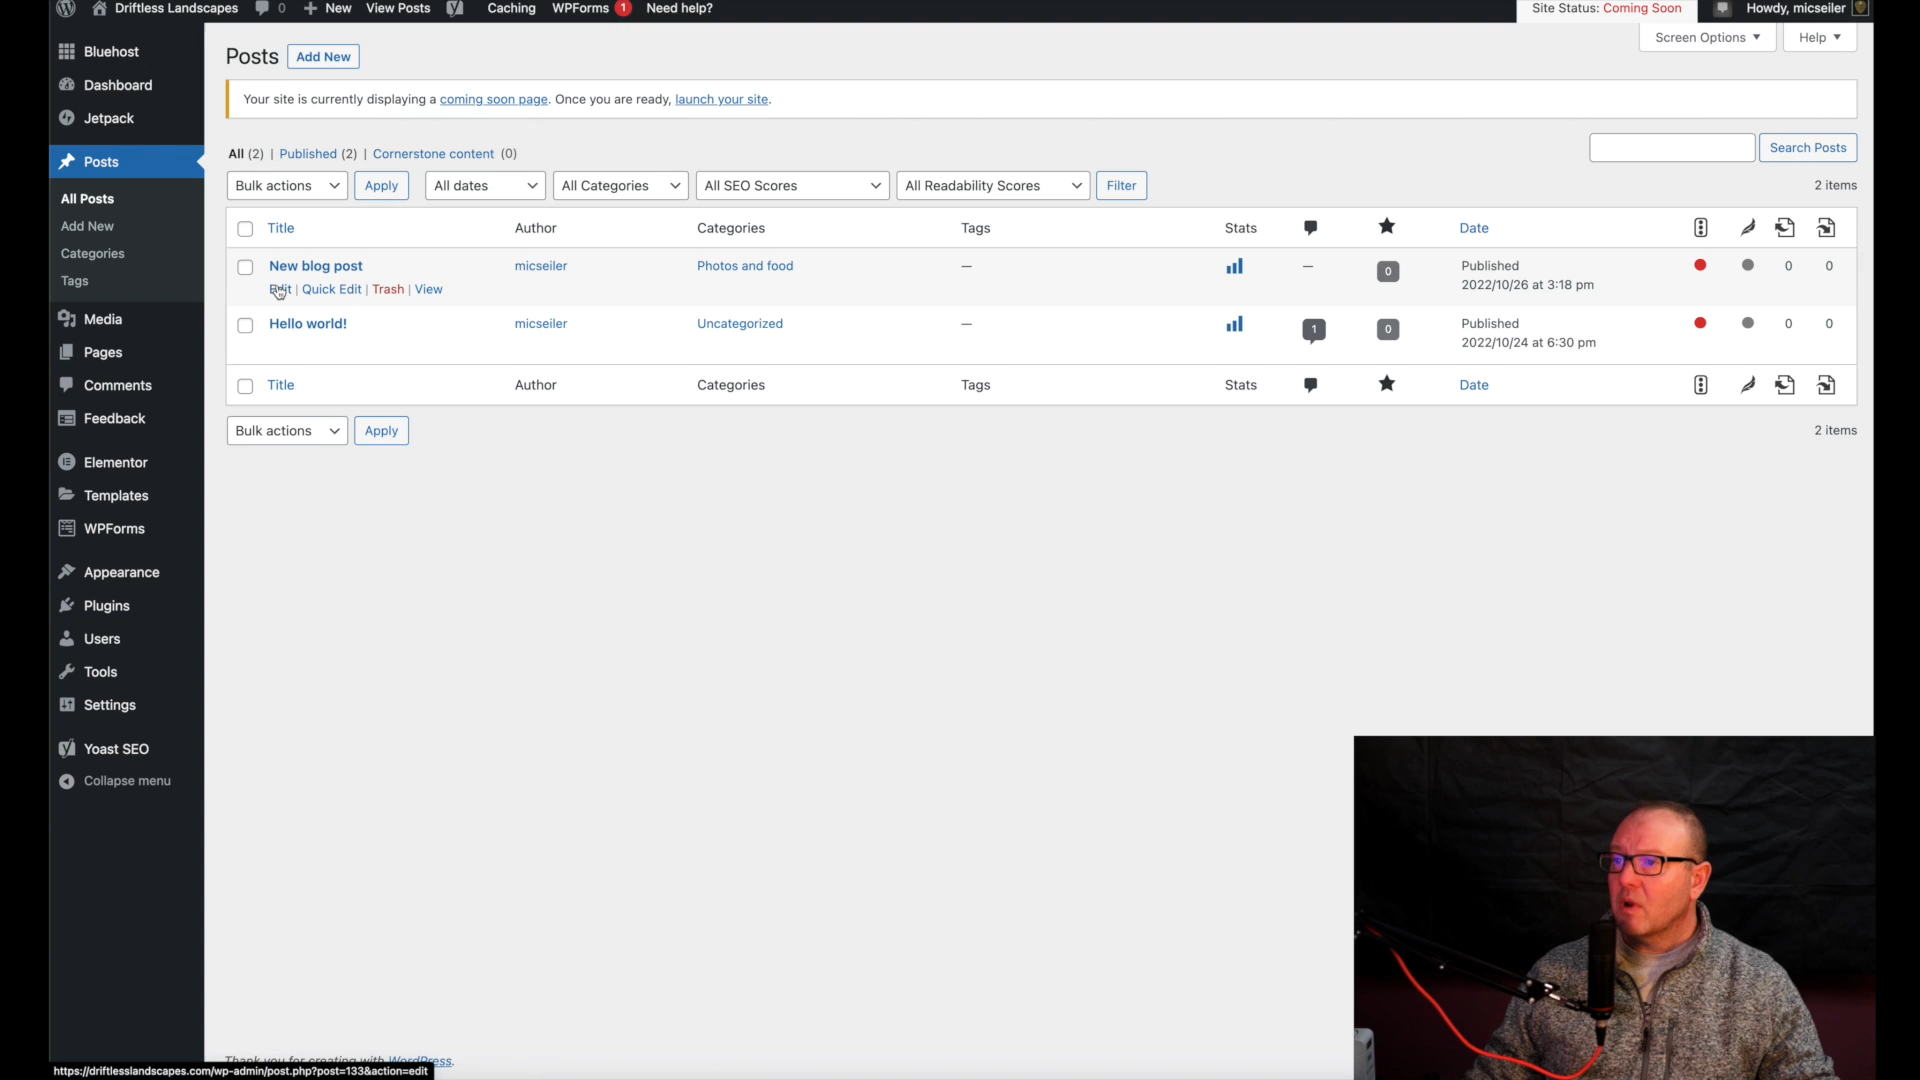 Driftless Landscapes 0 New View Posts Caching WPForms 1 Need help? Site Status: Coming Soon Howdy, micseiler
Screen Options Help
Bluehost
Dashboard
Jetpack
Posts
All Posts
Add New
Categories
Tags
Media
Pages
Comments
Feedback
Elementor
Templates
WPForms
Appearance
Plugins
Users
Tools
Settings
Yoast SEO
Collapse menu
Posts Add New
Your site is currently displaying a coming soon page. Once you are ready, launch your site.
All (2) | Published (2) | Cornerstone content (0)
Search Posts
Bulk actions Apply All dates All Categories All SEO Scores All Readability Scores Filter 2 items
Title Author Categories Tags Stats Date
New blog post micseiler Photos and food — — 0 Published 0 0
2022/10/26 at 3:18 pm
Edit | Quick Edit | Trash | View
Hello world! micseiler Uncategorized — 1 0 Published 0 0
2022/10/24 at 6:30 pm
Title Author Categories Tags Stats Date
Bulk actions Apply 2 items
Thank you for creating with WordPress.
https://driftlesslandscapes.com/wp-admin/post.php?post=133&action=edit